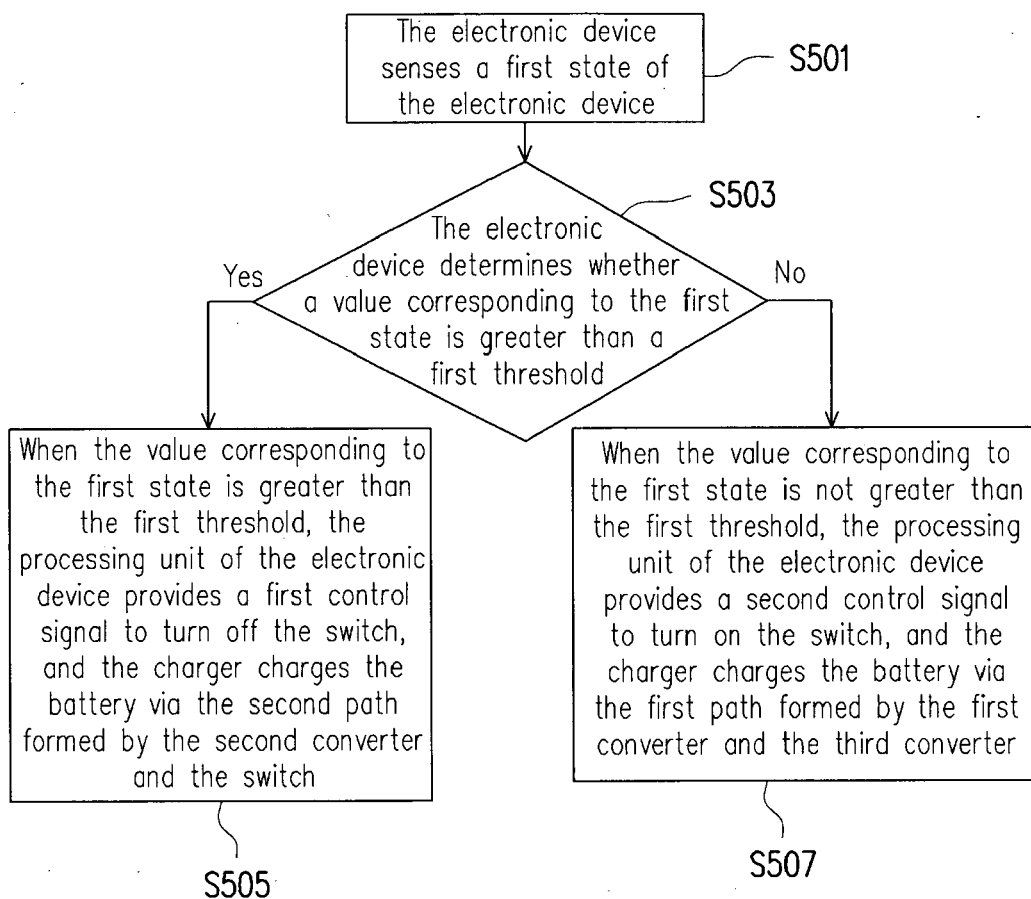 The electronic device
senses a first state of
the electronic device
S501
S503
The electronic
device determines whether
a value corresponding to the first
state is greater than a
first threshold
Yes
No
When the value corresponding to
the first state is greater than
the first threshold, the
processing unit of the electronic
device provides a first control
signal to turn off the switch,
and the charger charges the
battery via the second path
formed by the second converter
and the switch
When the value corresponding to
the first state is not greater than
the first threshold, the processing
unit of the electronic device
provides a second control signal
to turn on the switch, and the
charger charges the battery via
the first path formed by the first
converter and the third converter
S505
S507